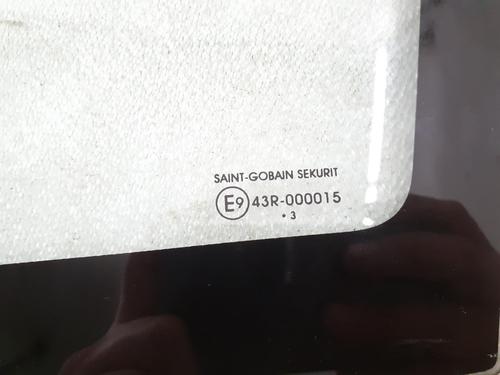 SAINT-GOBAIN SEKURIT
E9 43R-000015
• 3